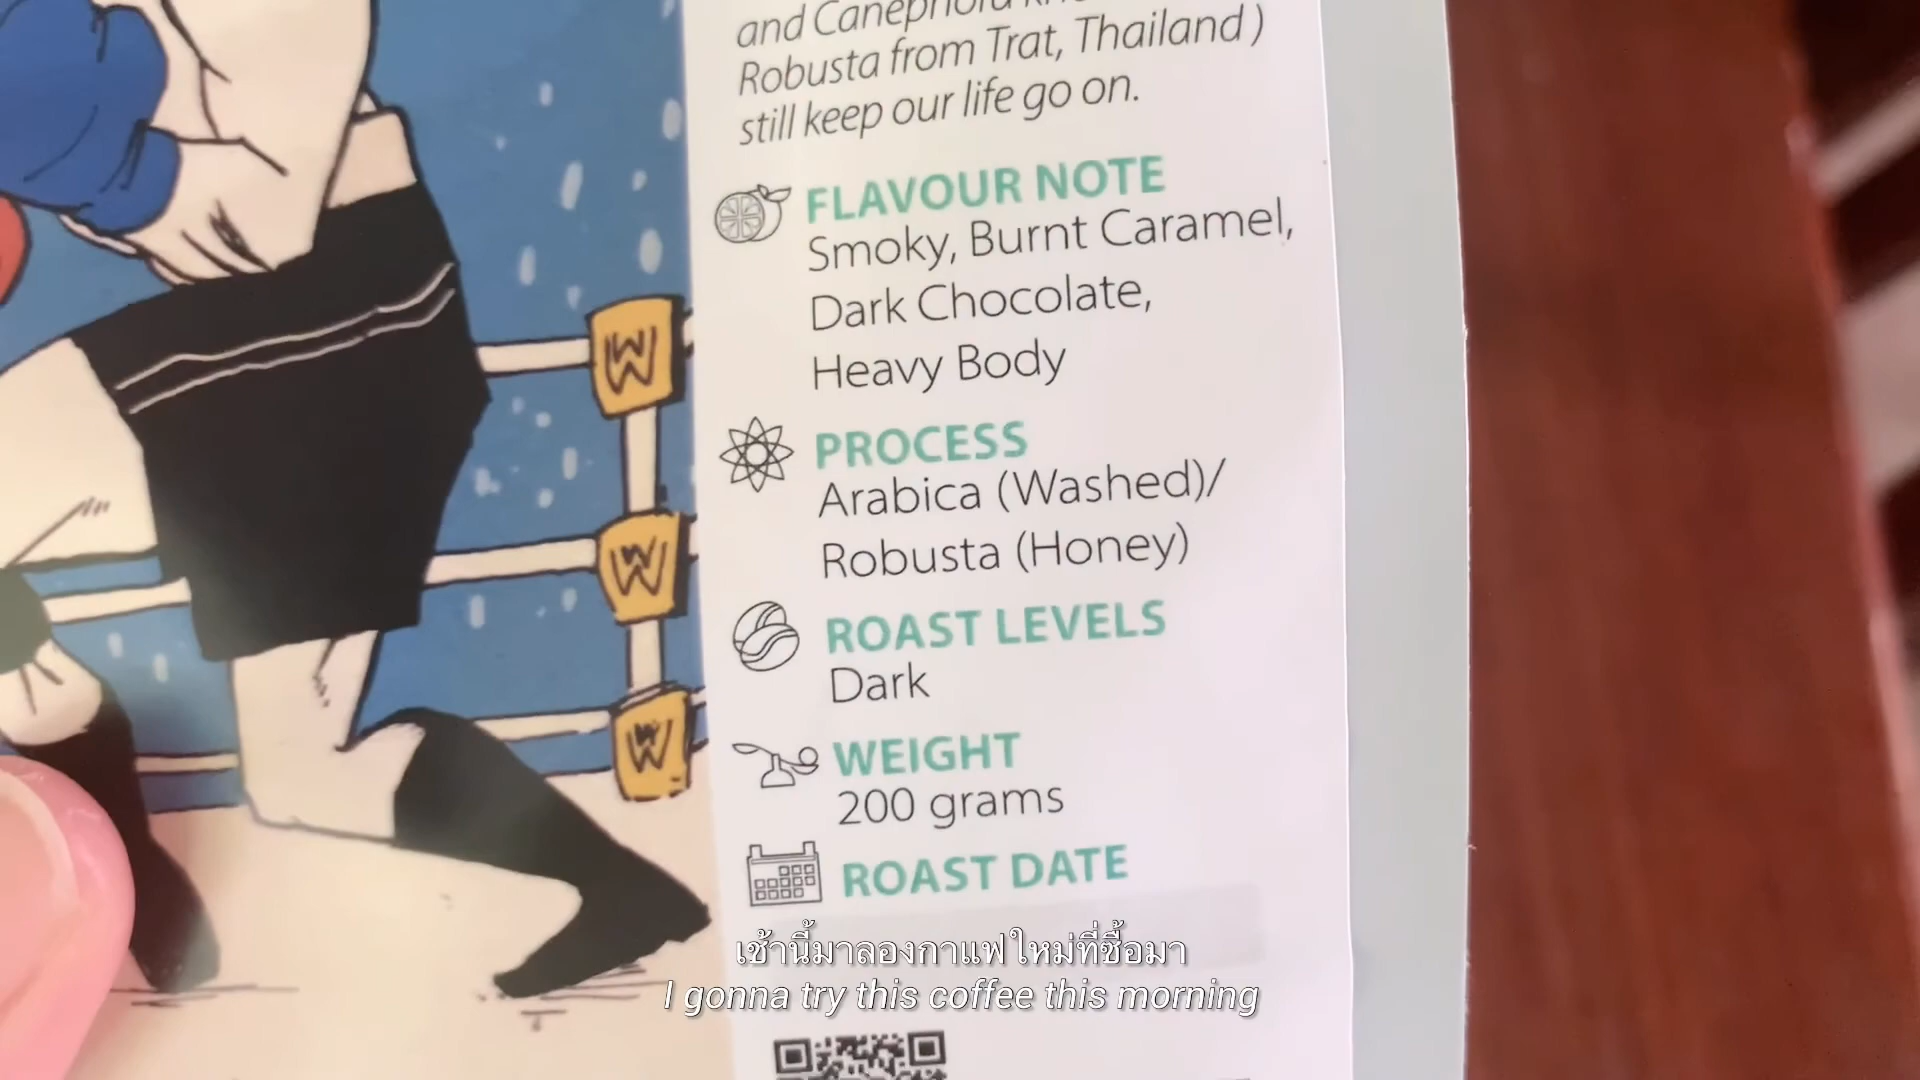 and Canephora
Robusta from Trat, Thailand )
still keep our life go on.
FLAVOUR NOTE
Smoky, Burnt Caramel,
Dark Chocolate,
Heavy Body
PROCESS
Arabica (Washed)/
Robusta (Honey)
ROAST LEVELS
Dark
WEIGHT
200 grams
ROAST DATE
W
W
W
เช้านี้มาลองกาแฟใหม่ที่ซื้อมา
I gonna try this coffee this morning